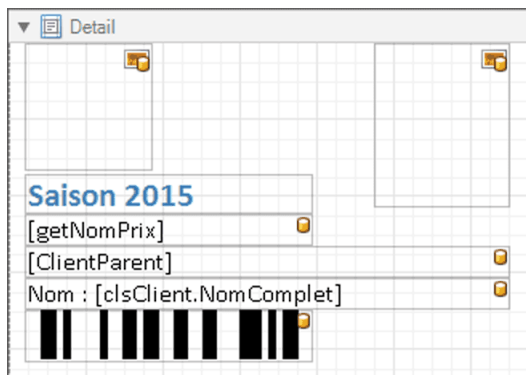 Detail
Saison 2015
[getNomPrix]
[ClientParent]
Nom : [clsClient.NomComplet]